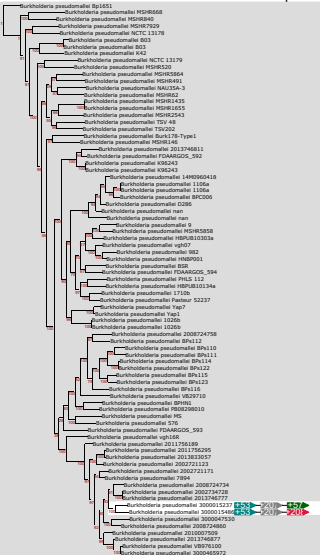 Burkholderia pseudomallei Bp1651
Burkholderia pseudomallei MSHR668
Burkholderia pseudomallei MSHR840
Burkholderia pseudomallei MSHR7929
Burkholderia pseudomallei NCTC 13178
Burkholderia pseudomallei B03
Burkholderia pseudomallei B03
Burkholderia pseudomallei K42
Burkholderia pseudomallei NCTC 13179
Burkholderia pseudomallei MSHR520
Burkholderia pseudomallei MSHR5864
Burkholderia pseudomallei MSHR491
Burkholderia pseudomallei NAU35A-3
Burkholderia pseudomallei MSHR62
Burkholderia pseudomallei MSHR1435
Burkholderia pseudomallei MSHR1655
Burkholderia pseudomallei MSHR2543
Burkholderia pseudomallei TSV 48
Burkholderia pseudomallei TSV202
Burkholderia pseudomallei Burk178-Type1
Burkholderia pseudomallei MSHR146
Burkholderia pseudomallei 2013746811
Burkholderia pseudomallei FDAARGOS_592
Burkholderia pseudomallei K96243
Burkholderia pseudomallei K96243
Burkholderia pseudomallei 14M0960418
Burkholderia pseudomallei 1106a
Burkholderia pseudomallei 1106a
Burkholderia pseudomallei BPC006
Burkholderia pseudomallei D286
Burkholderia pseudomallei nan
Burkholderia pseudomallei nan
Burkholderia pseudomallei 9
Burkholderia pseudomallei MSHR5858
Burkholderia pseudomallei HBPUB10303a
Burkholderia pseudomallei vgh07
Burkholderia pseudomallei 982
Burkholderia pseudomallei HNBP001
Burkholderia pseudomallei BSR
Burkholderia pseudomallei FDAARGOS_594
Burkholderia pseudomallei PHLS 112
Burkholderia pseudomallei HBPUB10134a
Burkholderia pseudomallei 1710b
Burkholderia pseudomallei Pasteur 52237
Burkholderia pseudomallei Yap7
Burkholderia pseudomallei Yap1
Burkholderia pseudomallei 1026b
Burkholderia pseudomallei 1026b
Burkholderia pseudomallei 2008724758
Burkholderia pseudomallei BPs112
Burkholderia pseudomallei BPs110
Burkholderia pseudomallei BPs111
Burkholderia pseudomallei BPs114
Burkholderia pseudomallei BPs122
Burkholderia pseudomallei BPs115
Burkholderia pseudomallei BPs123
Burkholderia pseudomallei BPs116
Burkholderia pseudomallei VB29710
Burkholderia pseudomallei BPHN1
Burkholderia pseudomallei PB08298010
Burkholderia pseudomallei MS
Burkholderia pseudomallei 576
Burkholderia pseudomallei FDAARGOS_593
Burkholderia pseudomallei vgh16R
Burkholderia pseudomallei 2011756189
Burkholderia pseudomallei 2011756295
Burkholderia pseudomallei 2013833057
Burkholderia pseudomallei 2002721123
Burkholderia pseudomallei 2002721171
Burkholderia pseudomallei 7894
Burkholderia pseudomallei 2008724734
Burkholderia pseudomallei 2002734728
Burkholderia pseudomallei 2013746777
Burkholderia pseudomallei 3000015237
Burkholderia pseudomallei 3000015486
Burkholderia pseudomallei 3000047530
Burkholderia pseudomallei 2008724860
Burkholderia pseudomallei 2010007509
Burkholderia pseudomallei 2013746877
Burkholderia pseudomallei VB976100
Burkholderia pseudomallei 3000465972